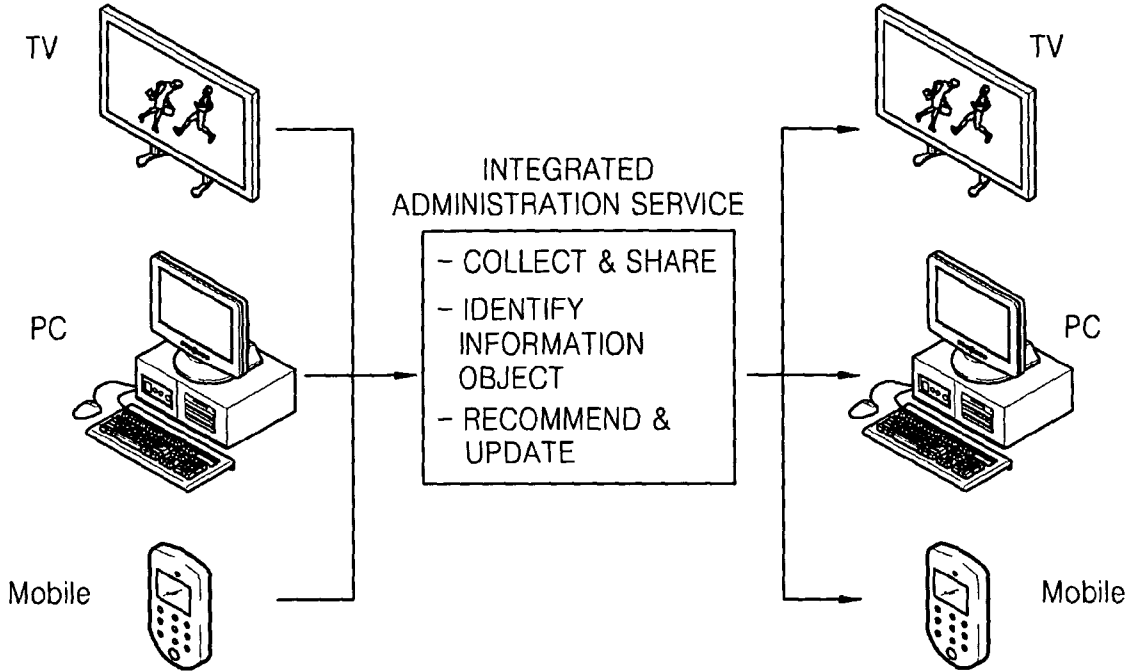 TV
PC
Mobile
INTEGRATED
ADMINISTRATION SERVICE
- COLLECT & SHARE
- IDENTIFY
INFORMATION
OBJECT
- RECOMMEND &
UPDATE
TV
PC
Mobile